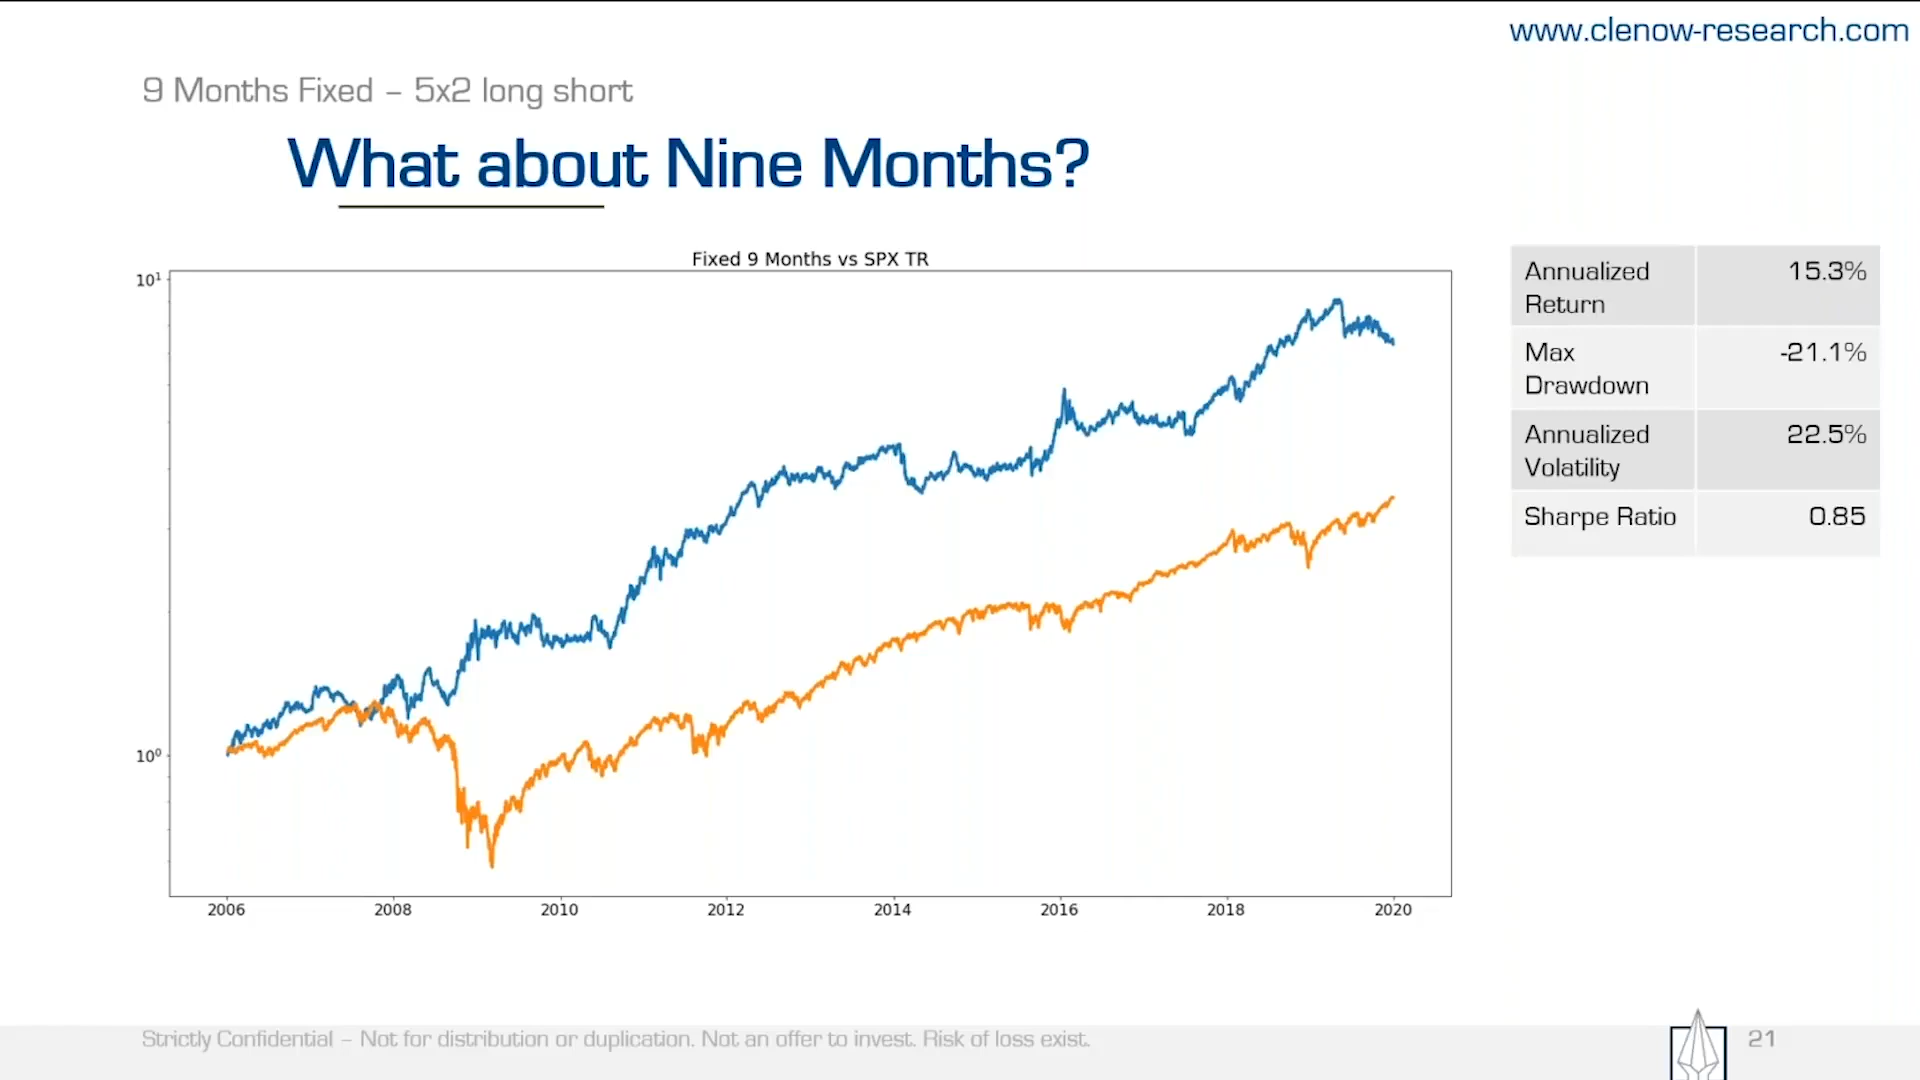 www.clenow-research.com
9 Months Fixed – 5x2 long short
What about Nine Months?
Fixed 9 Months vs SPX TR
10¹
10⁰
2006 2008 2010 2012 2014 2016 2018 2020
Annualized Return 15.3%
Max Drawdown -21.1%
Annualized Volatility 22.5%
Sharpe Ratio 0.85
Strictly Confidential – Not for distribution or duplication. Not an offer to invest. Risk of loss exist.
21